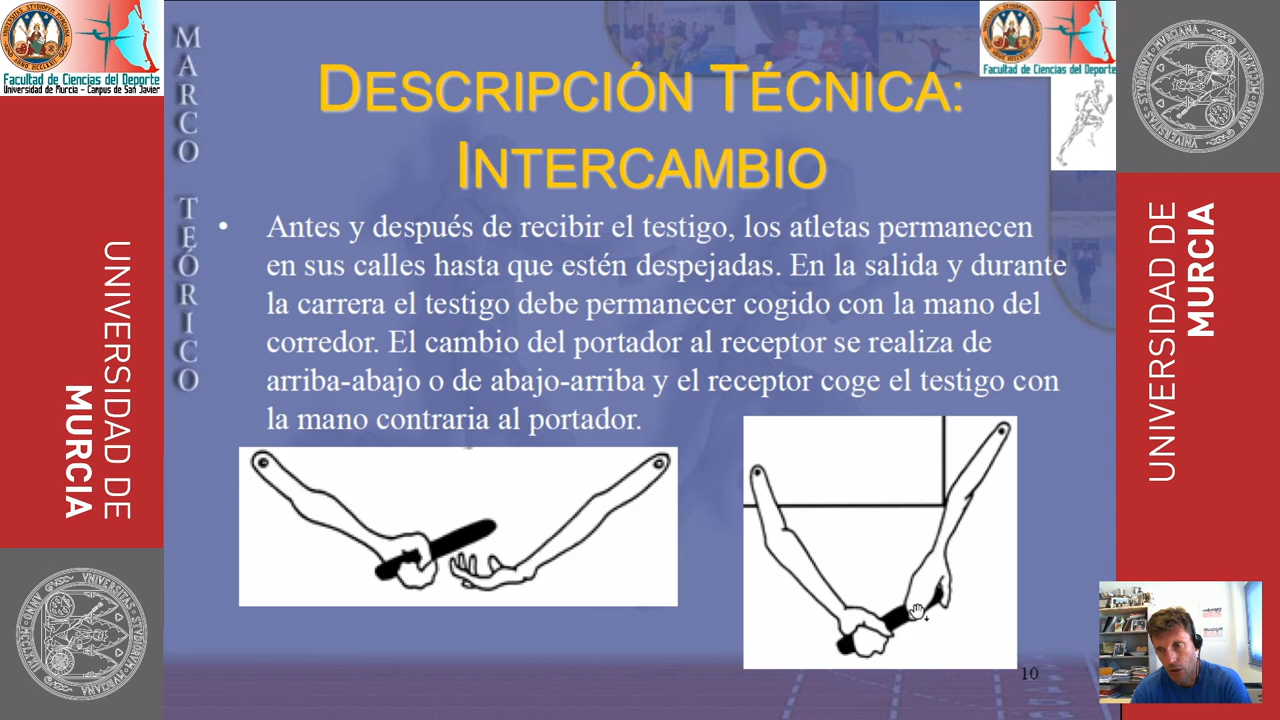 Facultad de Ciencias del Deporte
Universidad de Murcia - Campus de San Javier
UNIVERSIDAD DE
MURCIA
MARCO TEÓRICO
DESCRIPCIÓN TÉCNICA:
INTERCAMBIO
• Antes y después de recibir el testigo, los atletas permanecen
en sus calles hasta que estén despejadas. En la salida y durante
la carrera el testigo debe permanecer cogido con la mano del
corredor. El cambio del portador al receptor se realiza de
arriba-abajo o de abajo-arriba y el receptor coge el testigo con
la mano contraria al portador.
10
Facultad de Ciencias del Deporte
UNIVERSIDAD DE
MURCIA